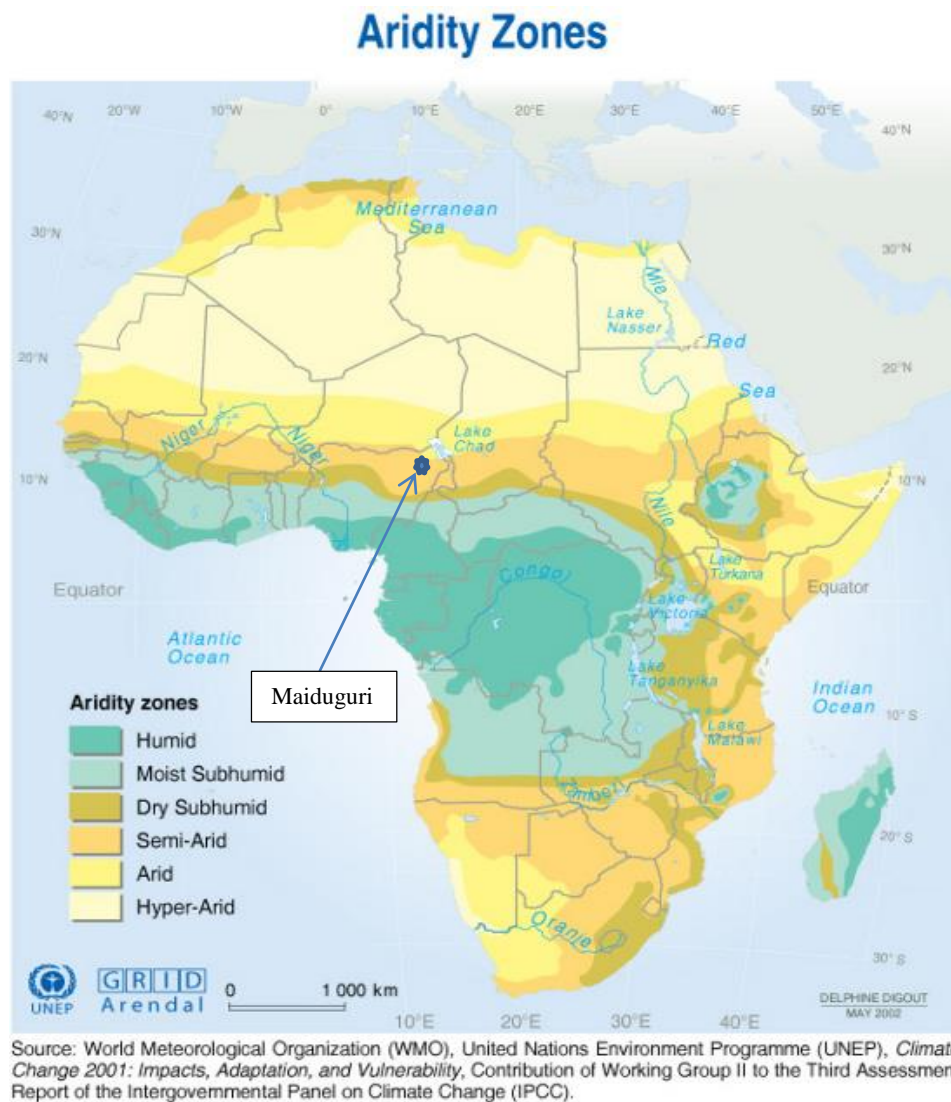 Aridity Zones
40°N
20°W
10°W
0°
10°E
20°E
30°E
40°E
50°E
40°N
Mediterranean
Sea
30°N
30°N
Nile
Lake
Nasser
Red
Sea
20°N
20°N
Niger
Niger
Lake
Chad
10°N
10°N
Nile
Lake
Turkana
Equator
Congo
Lake
Victoria
Equator
Atlantic
Ocean
Maiduguri
Lake
Tanganyika
Indian
Ocean
Lake
Malawi
10° S
Zambezi
20° S
Oranje
30° S
Aridity zones
Humid
Moist Subhumid
Dry Subhumid
Semi-Arid
Arid
Hyper-Arid
UNEP
GRID
Arendal
0 1 000 km
10°E
20°E
30°E
40°E
DELPHINE DIGOUT
MAY 2002
Source: World Meteorological Organization (WMO), United Nations Environment Programme (UNEP), Climat
Change 2001: Impacts, Adaptation, and Vulnerability, Contribution of Working Group II to the Third Assessmen
Report of the Intergovernmental Panel on Climate Change (IPCC).